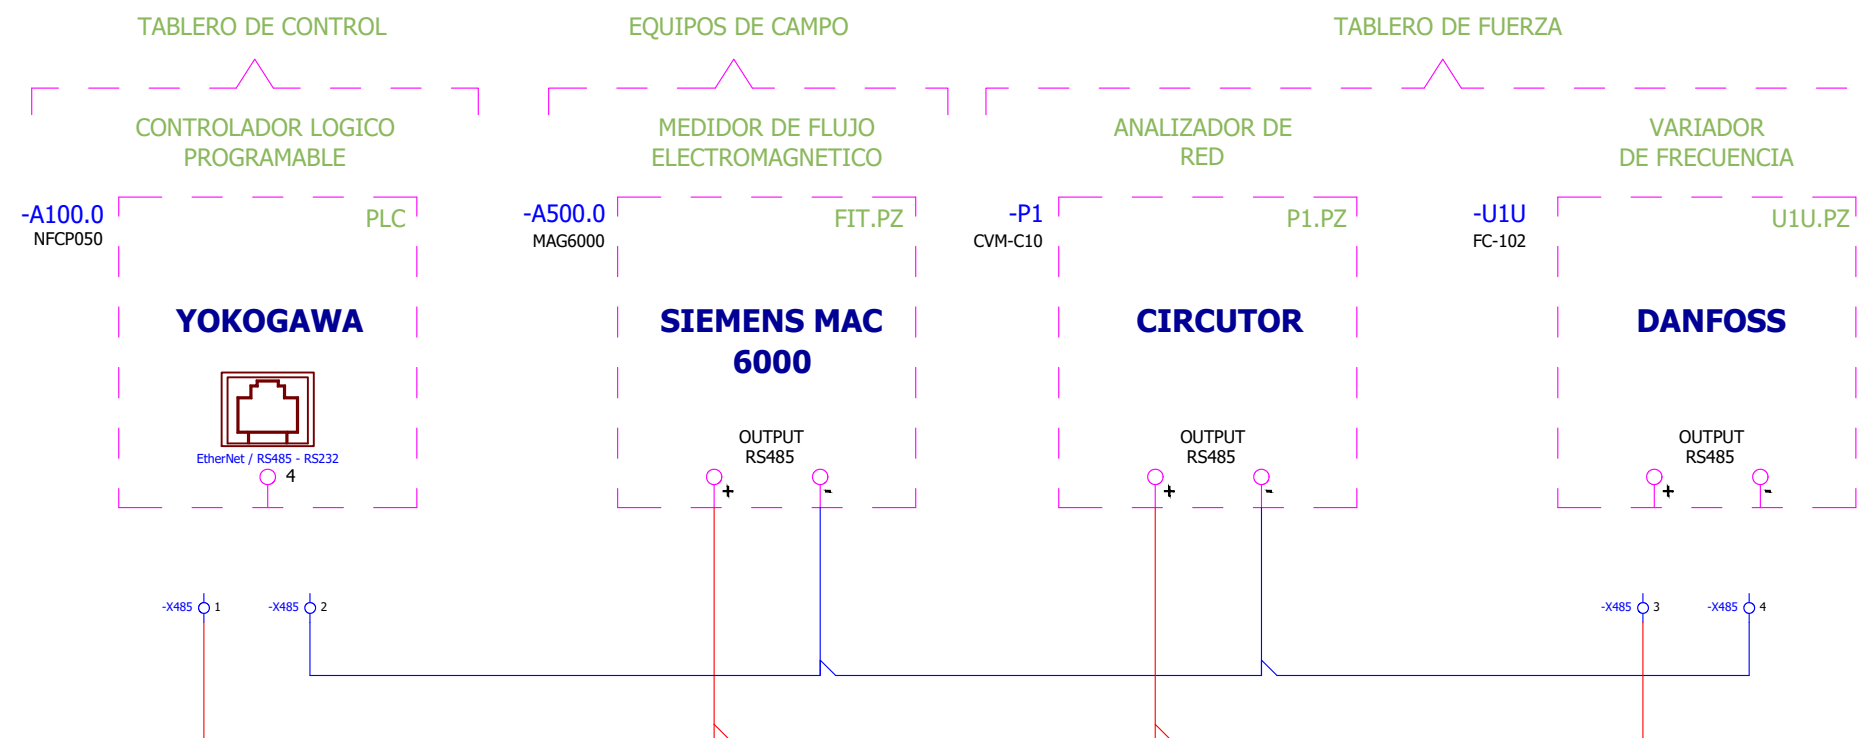 TABLERO DE CONTROL
EQUIPOS DE CAMPO
TABLERO DE FUERZA
CONTROLADOR LOGICO
PROGRAMABLE
MEDIDOR DE FLUJO
ELECTROMAGNETICO
ANALIZADOR DE
RED
VARIADOR
DE FRECUENCIA
-A100.0
NFCP050
PLC
YOKOGAWA
EtherNet / RS485 - RS232
4
-A500.0
MAG6000
FIT.PZ
SIEMENS MAC
6000
OUTPUT
RS485
+ -
-P1
CVM-C10
P1.PZ
CIRCUTOR
OUTPUT
RS485
+ -
-U1U
FC-102
U1U.PZ
DANFOSS
OUTPUT
RS485
+ -
-X485 1
-X485 2
-X485 3
-X485 4